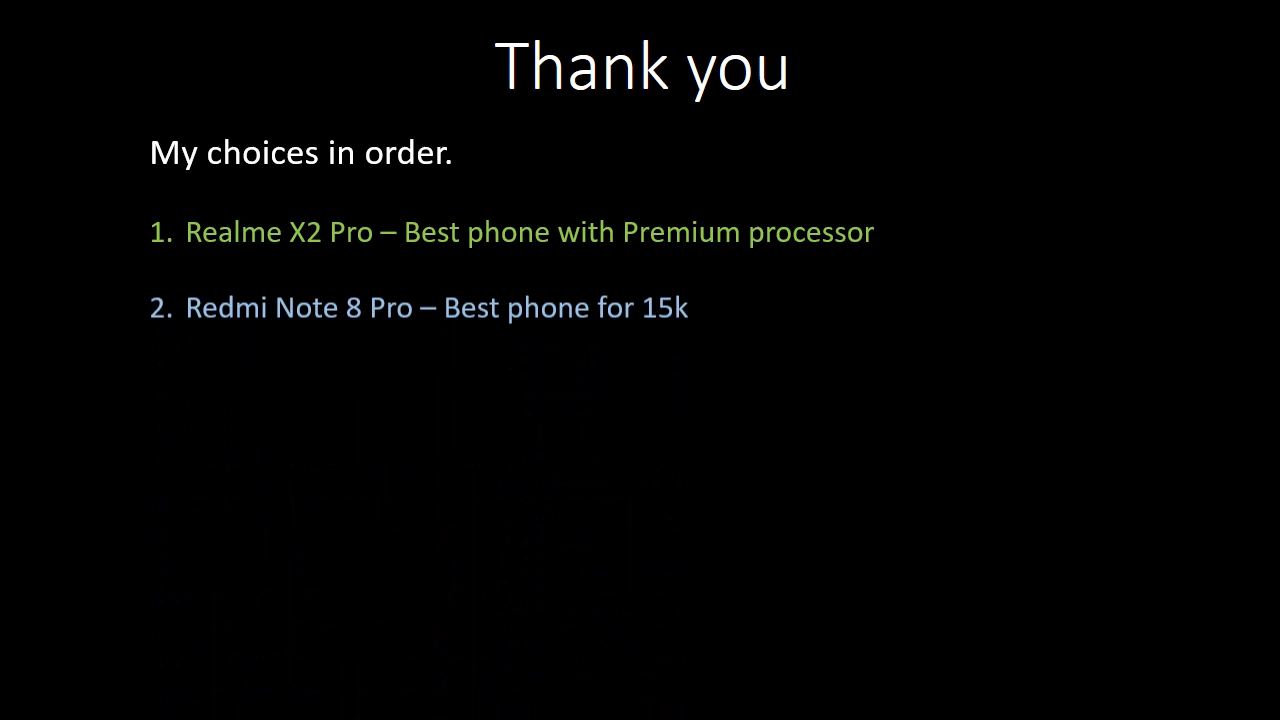 Thank you
My choices in order.
1. Realme X2 Pro – Best phone with Premium processor
2. Redmi Note 8 Pro – Best phone for 15k